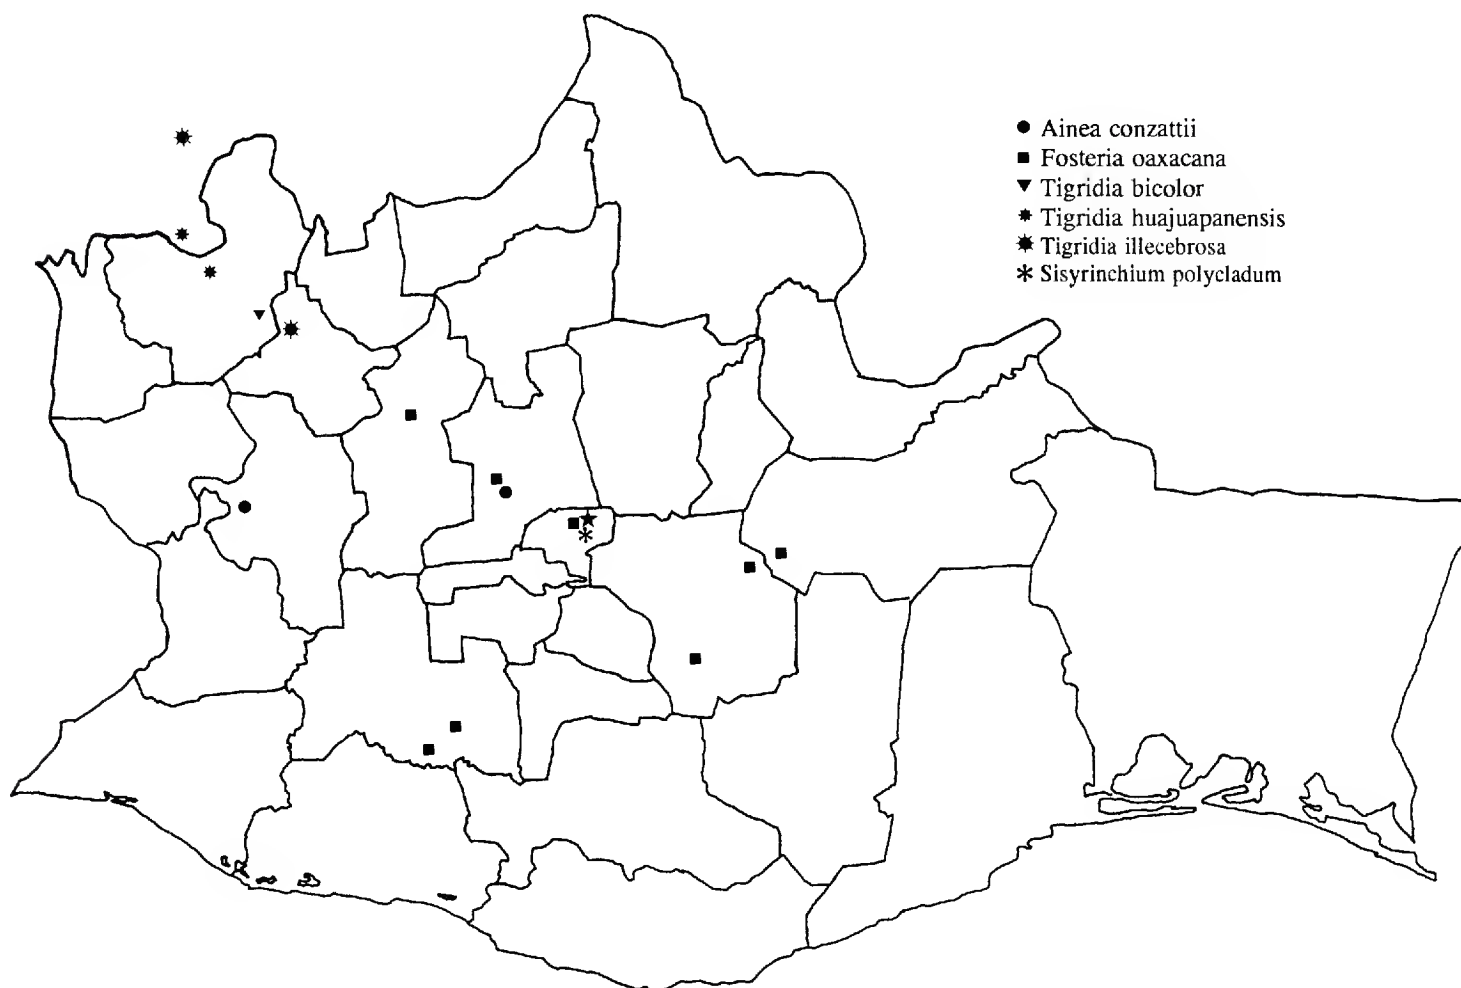 Ainea conzattii
Fosteria oaxacana
Tigridia bicolor
Tigridia huajuapanensis
Tigridia illecebrosa
Sisyrinchium polycladum